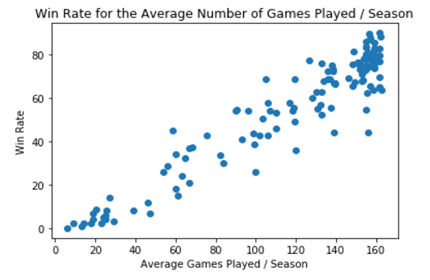 Win Rate for the Average Number of Games Played / Season
Win Rate
80
60
40
20
0
0 20 40 60 80 100 120 140 160
Average Games Played / Season